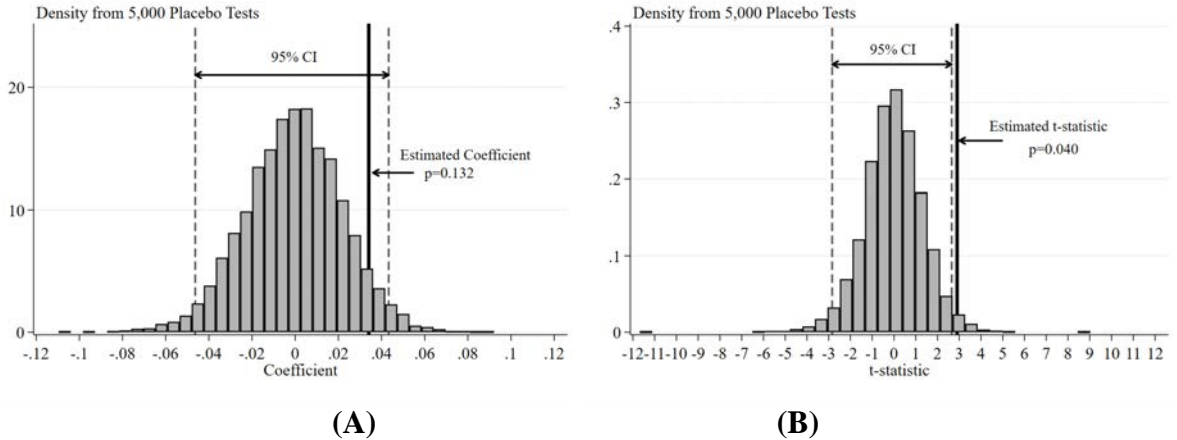 Density from 5,000 Placebo Tests
95% CI
20
Estimated Coefficient
p=0.132
10
0
-.12 -.1 -.08 -.06 -.04 -.02 0 .02 .04 .06 .08 .1 .12
Coefficient
(A)
Density from 5,000 Placebo Tests
.4
95% CI
.3
Estimated t-statistic
p=0.040
.2
.1
0
-12 -11 -10 -9 -8 -7 -6 -5 -4 -3 -2 -1 0 1 2 3 4 5 6 7 8 9 10 11 12
t-statistic
(B)